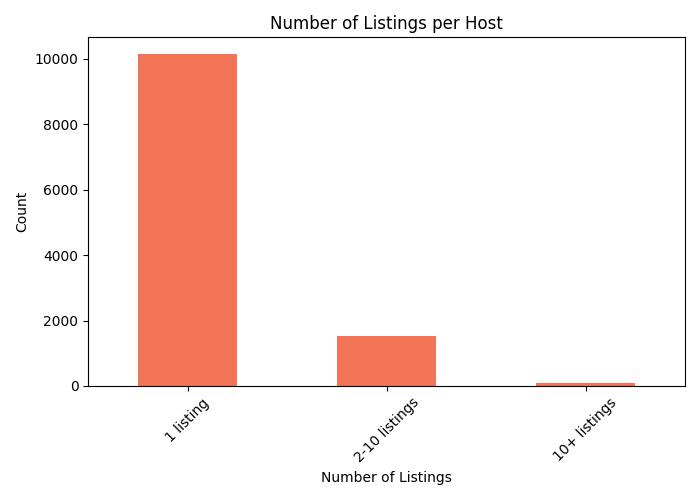 Number of Listings per Host
Count
10000
8000
6000
4000
2000
0
1 listing
2-10 listings
10+ listings
Number of Listings